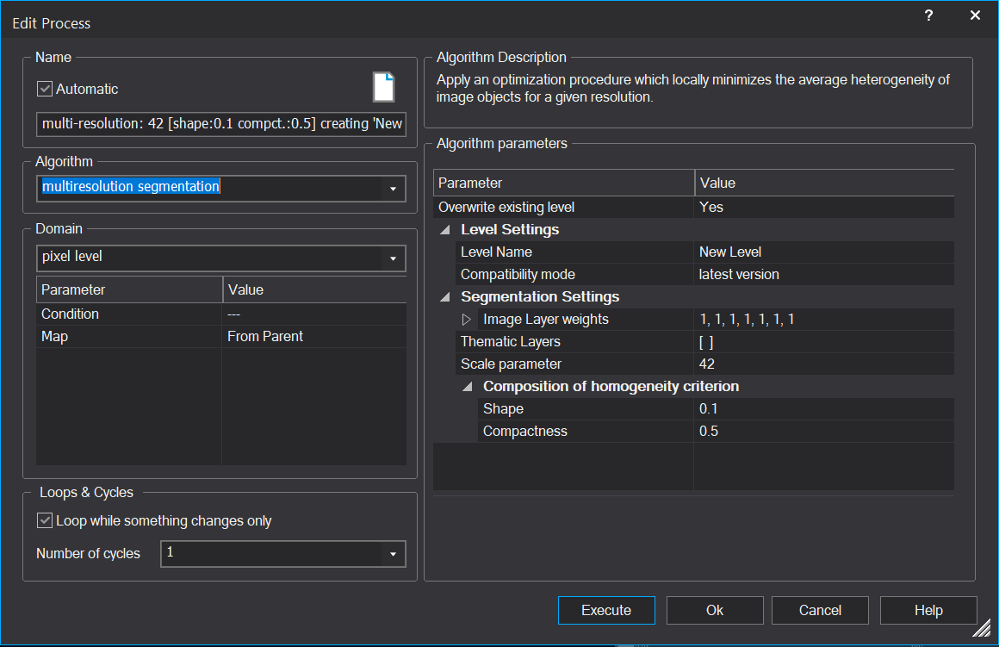 Edit Process
? ×
Name
Automatic
multi-resolution: 42 [shape:0.1 compct.:0.5] creating 'New
Algorithm
multiresolution segmentation
Domain
pixel level
Parameter Value
Condition ---
Map From Parent
Loops & Cycles
Loop while something changes only
Number of cycles 1
Algorithm Description
Apply an optimization procedure which locally minimizes the average heterogeneity of
image objects for a given resolution.
Algorithm parameters
Parameter Value
Overwrite existing level Yes
Level Settings
Level Name New Level
Compatibility mode latest version
Segmentation Settings
Image Layer weights 1, 1, 1, 1, 1, 1, 1
Thematic Layers [ ]
Scale parameter 42
Composition of homogeneity criterion
Shape 0.1
Compactness 0.5
Execute Ok Cancel Help